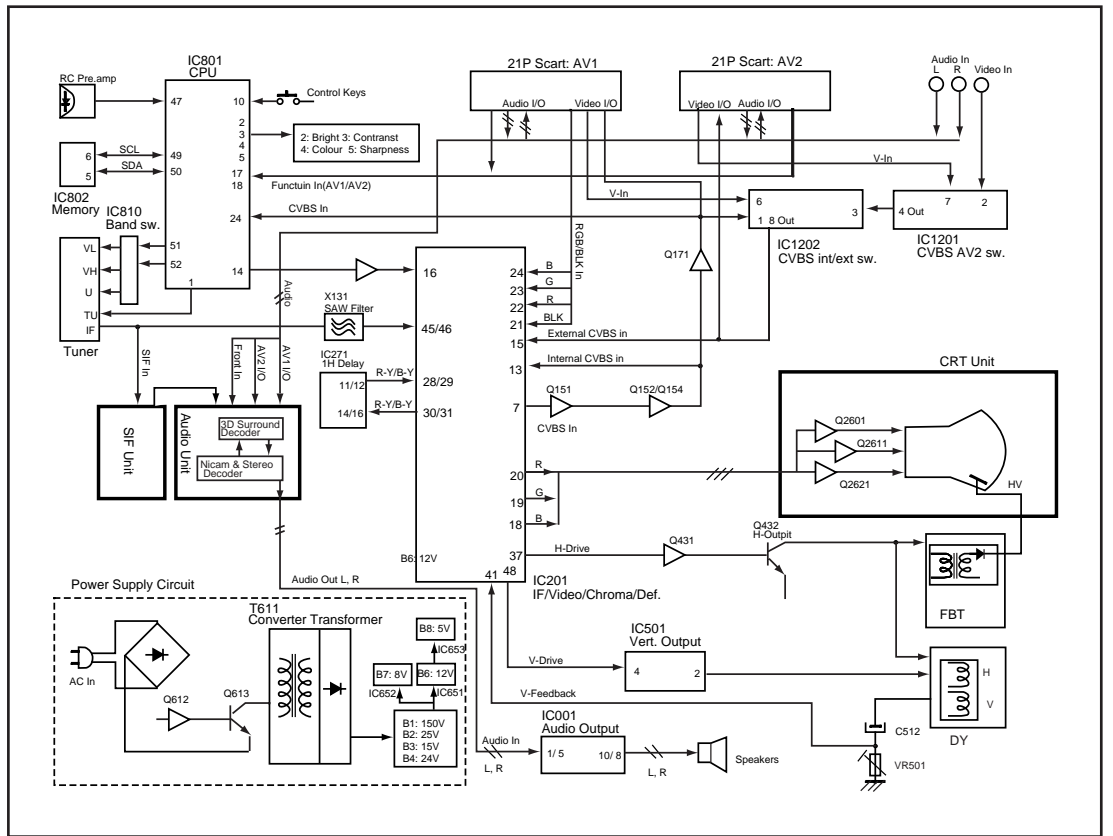 RC Pre.amp
IC801
CPU
47
10
Control Keys
2
3
4
5
2: Bright 3: Contranst
4: Colour 5: Sharpness
6
SCL
49
5
SDA
50
17
18
Functuin In(AV1/AV2)
IC802
Memory
IC810
Band sw.
24
CVBS In
VL
VH
U
TU
IF
Tuner
51
52
1
14
21P Scart: AV1
Audio I/O
Video I/O
21P Scart: AV2
Video I/O
Audio I/O
Audio In
L
R
Video In
V-In
V-In
6
1
8 Out
3
IC1202
CVBS int/ext sw.
4 Out
7
2
IC1201
CVBS AV2 sw.
Q171
RGB/BLK In
Audio
X131
SAW Filter
16
45/46
24
23
22
21
15
13
7
B
G
R
BLK
External CVBS in
Internal CVBS in
IC271
1H Delay
11/12
14/16
R-Y/B-Y
R-Y/B-Y
28/29
30/31
Q151
Q152/Q154
CVBS In
SIF In
Front In
AV2 I/O
AV1 I/O
SIF Unit
Audio Unit
3D Surround
Decoder
Nicam & Stereo
Decoder
CRT Unit
Q2601
Q2611
Q2621
HV
20
19
18
R
G
B
37
H-Drive
Q431
Q432
H-Outpit
B6: 12V
41
48
IC201
IF/Video/Chroma/Def.
FBT
Audio Out L, R
Power Supply Circuit
T611
Converter Transformer
AC In
Q612
Q613
B8: 5V
IC653
B7: 8V
B6: 12V
IC652
IC651
B1: 150V
B2: 25V
B3: 15V
B4: 24V
IC501
Vert. Output
V-Drive
4
2
V-Feedback
H
V
DY
C512
VR501
IC001
Audio Output
Audio In
L, R
1/ 5
10/ 8
L, R
Speakers